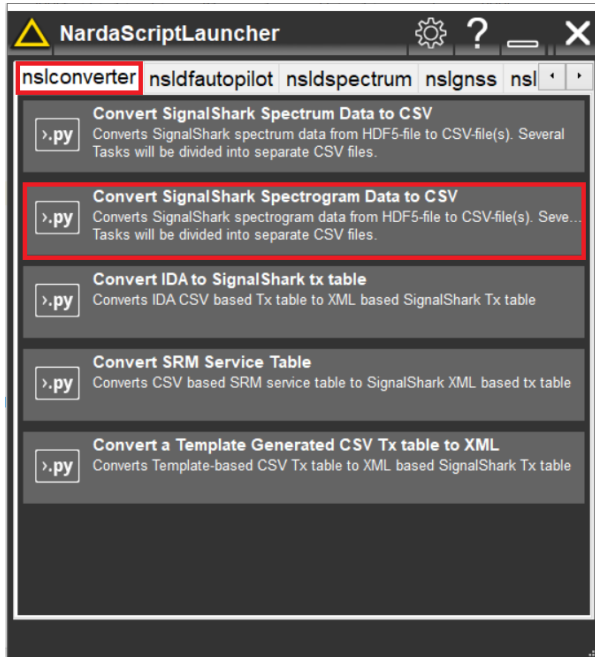 NardaScriptLauncher
?
nslconverter nsldfautopilot nsldspectrum nslgnss nsl
Convert SignalShark Spectrum Data to CSV
>.py
Converts SignalShark spectrum data from HDF5-file to CSV-file(s). Several
Tasks will be divided into separate CSV files.
Convert SignalShark Spectrogram Data to CSV
>.py
Converts SignalShark spectrogram data from HDF5-file to CSV-file(s). Seve...
Tasks will be divided into separate CSV files.
Convert IDA to SignalShark tx table
>.py
Converts IDA CSV based Tx table to XML based SignalShark Tx table
Convert SRM Service Table
>.py
Converts CSV based SRM service table to SignalShark XML based tx table
Convert a Template Generated CSV Tx table to XML
>.py
Converts Template-based CSV Tx table to XML based SignalShark Tx table